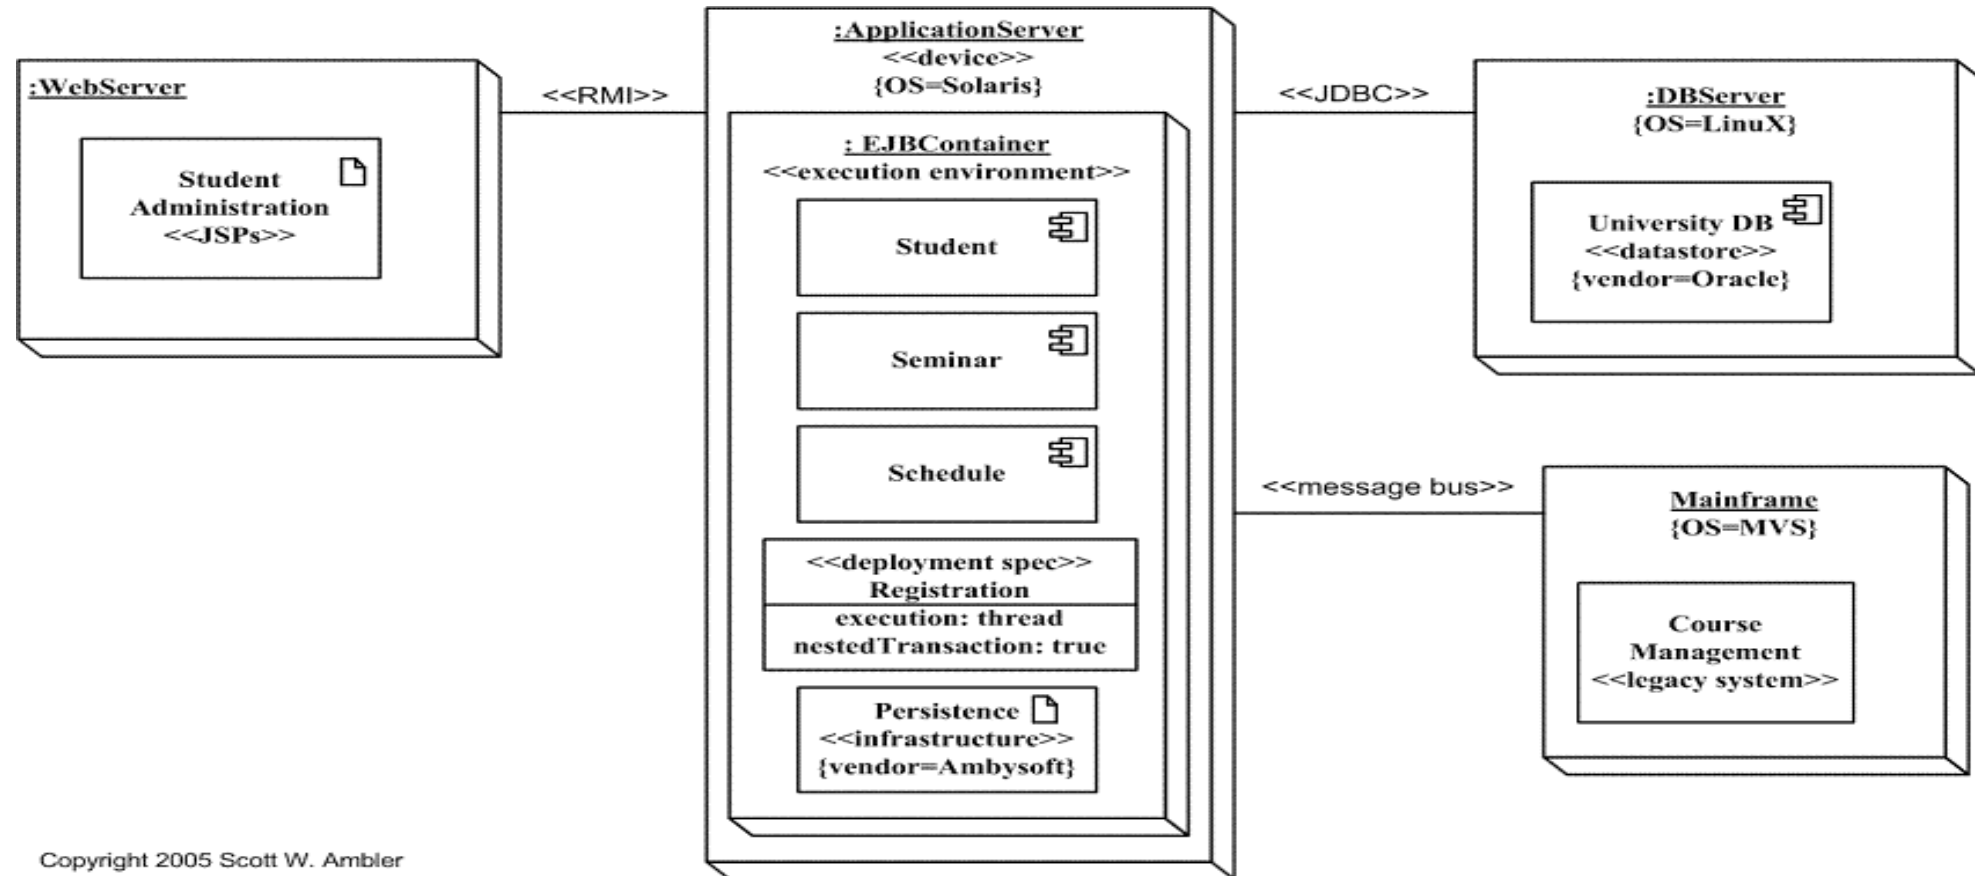 :WebServer
Student
Administration
<<JSPs>>
<<RMI>>
:ApplicationServer
<<device>>
{OS=Solaris}
: EJBContainer
<<execution environment>>
Student
Seminar
Schedule
<<deployment spec>>
Registration
execution: thread
nestedTransaction: true
Persistence
<<infrastructure>>
{vendor=Ambysoft}
<<JDBC>>
:DBServer
{OS=LinuX}
University DB
<<datastore>>
{vendor=Oracle}
<<message bus>>
Mainframe
{OS=MVS}
Course
Management
<<legacy system>>
Copyright 2005 Scott W. Ambler